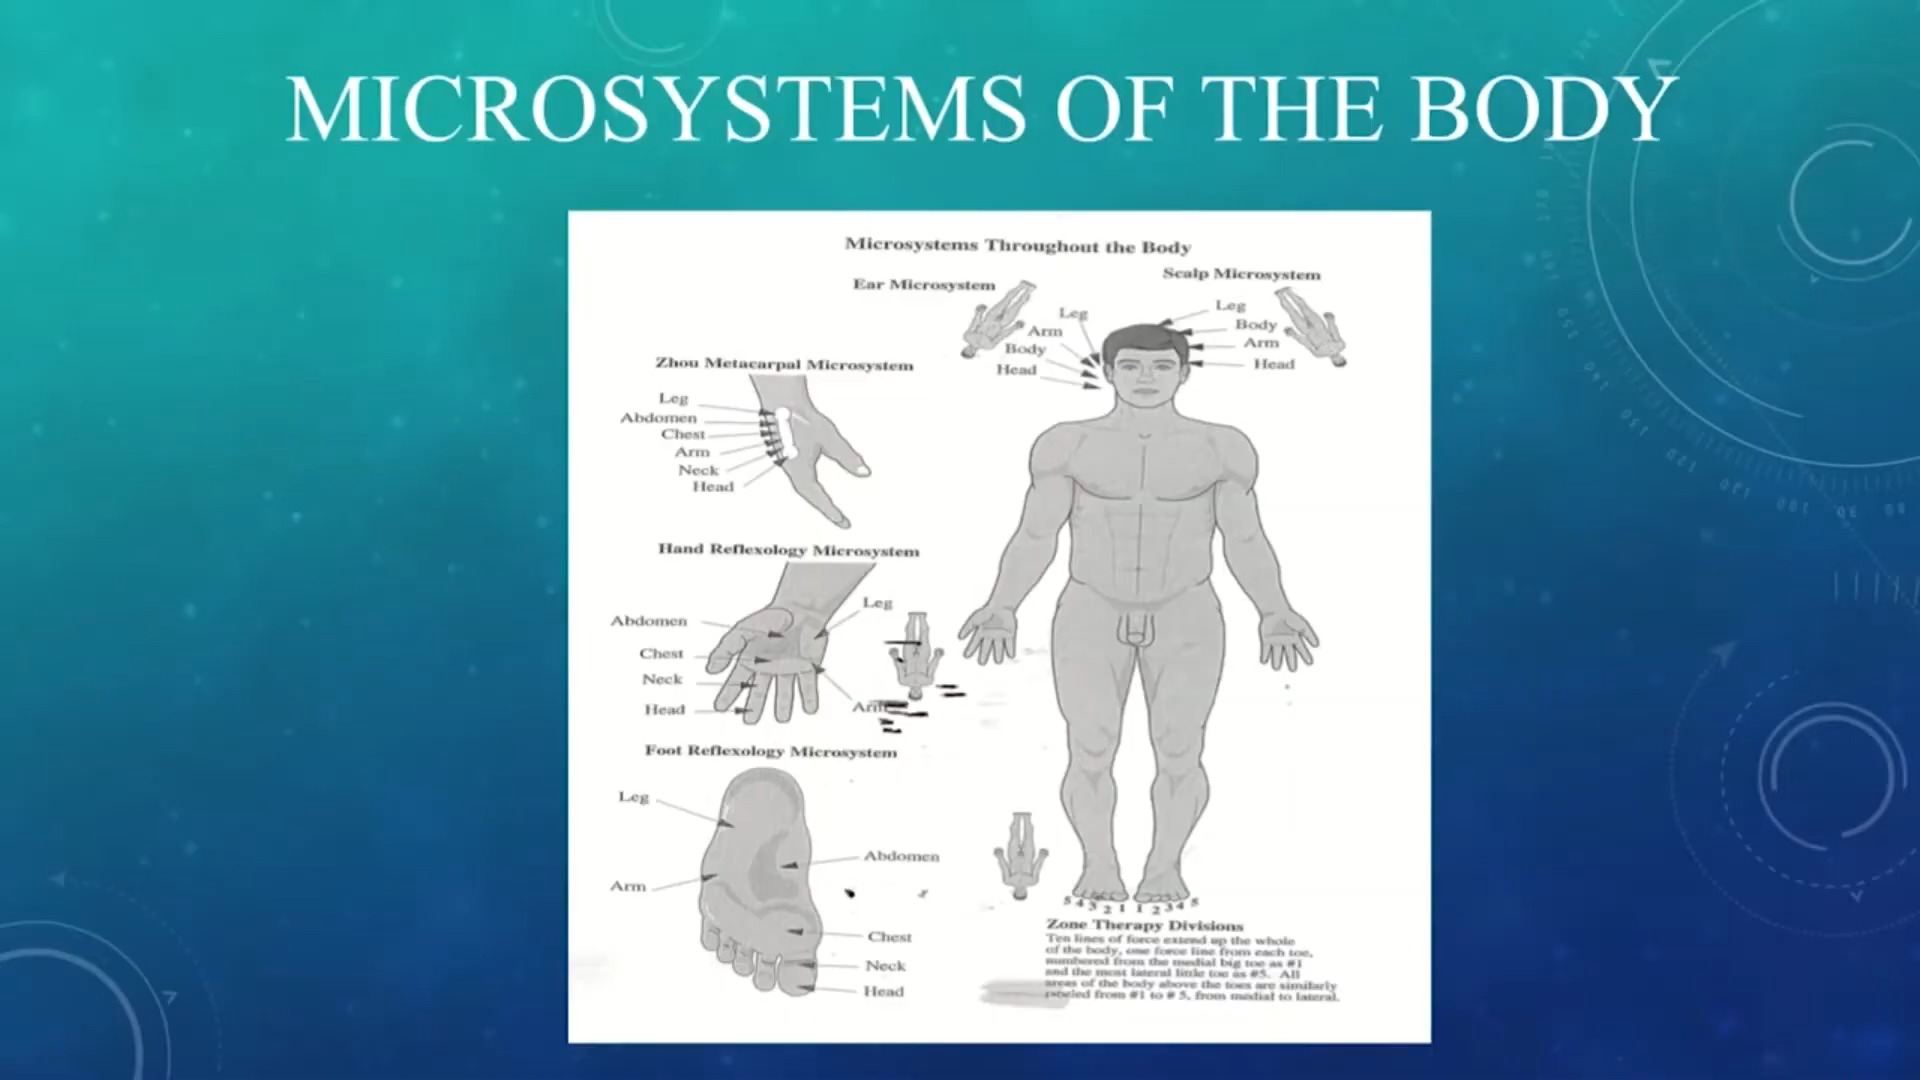 MICROSYSTEMS OF THE BODY
Microsystems Throughout the Body
Ear Microsystem
Leg
Arm
Body
Head
Scalp Microsystem
Leg
Body
Arm
Head
Zhou Metacarpal Microsystem
Leg
Abdomen
Chest
Arm
Neck
Head
Hand Reflexology Microsystem
Leg
Abdomen
Chest
Neck
Head
Arm
Foot Reflexology Microsystem
Leg
Abdomen
Arm
Chest
Neck
Head
5 4 3 2 1 1 2 3 4 5
Zone Therapy Divisions
Ten lines of force extend up the whole
of the body, one force line from each toe,
numbered from the medial big toe as #1
and the most lateral little toe as #5. All
areas of the body above the toes are similarly
labeled from #1 to # 5, from medial to lateral.